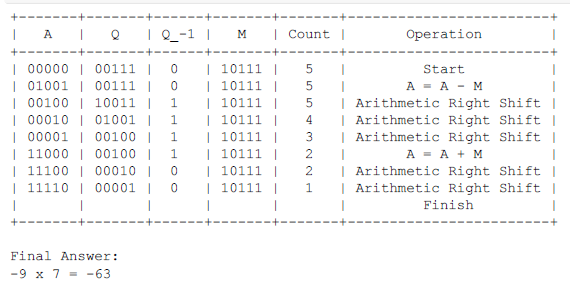 +-------+-------+------+-------+-------+------------------------+
| A | Q | Q_-1 | M | Count | Operation |
+-------+-------+------+-------+-------+------------------------+
| 00000 | 00111 | 0 | 10111 | 5 | Start |
| 01001 | 00111 | 0 | 10111 | 5 | A = A - M |
| 00100 | 10011 | 1 | 10111 | 5 | Arithmetic Right Shift |
| 00010 | 01001 | 1 | 10111 | 4 | Arithmetic Right Shift |
| 00001 | 00100 | 1 | 10111 | 3 | Arithmetic Right Shift |
| 11000 | 00100 | 1 | 10111 | 2 | A = A + M |
| 11100 | 00010 | 0 | 10111 | 2 | Arithmetic Right Shift |
| 11110 | 00001 | 0 | 10111 | 1 | Arithmetic Right Shift |
| | | | | | Finish |
+-------+-------+------+-------+-------+------------------------+
Final Answer:
-9 x 7 = -63